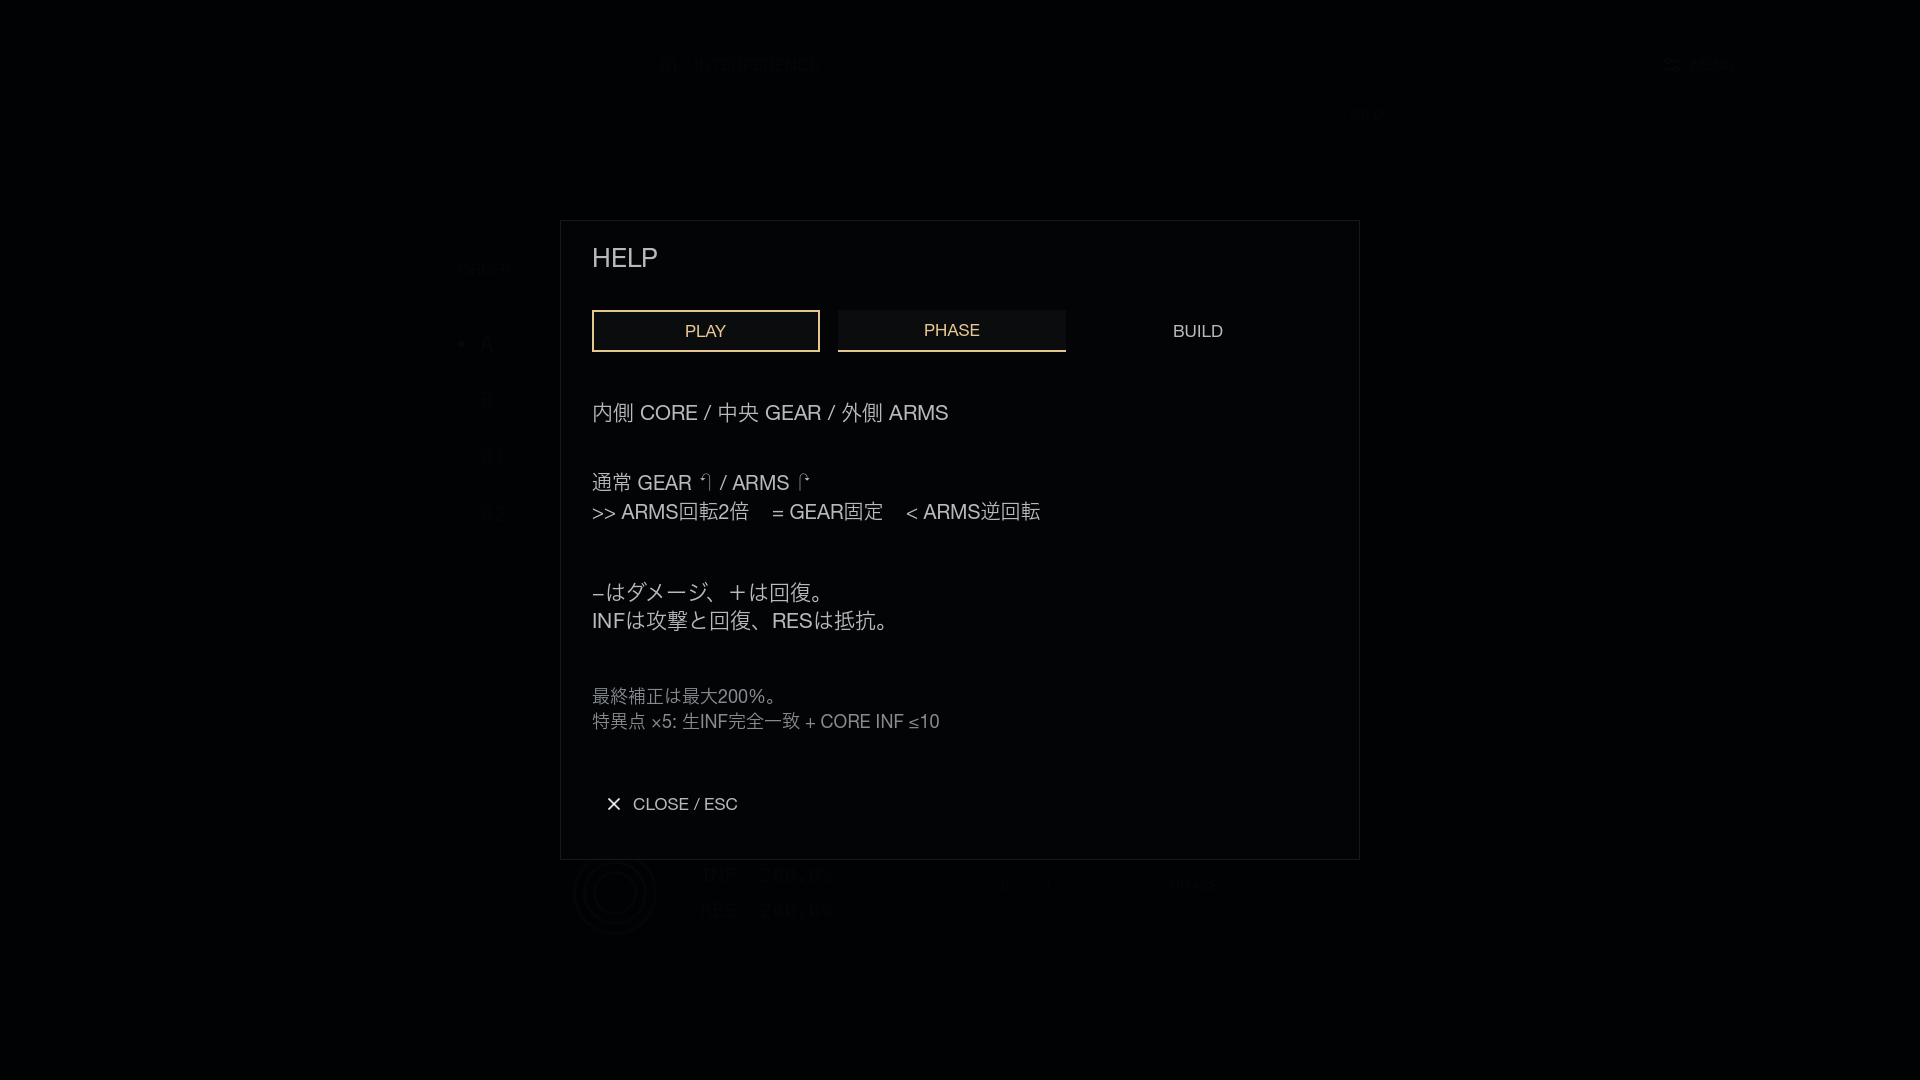 HELP
PLAY
PHASE
BUILD
内側 CORE / 中央 GEAR / 外側 ARMS
通常 GEAR ↰ / ARMS ↱
>> ARMS回転2倍 = GEAR固定 < ARMS逆回転
−はダメージ、＋は回復。
INFは攻撃と回復、RESは抵抗。
最終補正は最大200%。
特異点 ×5: 生INF完全一致 + CORE INF ≤10
× CLOSE / ESC